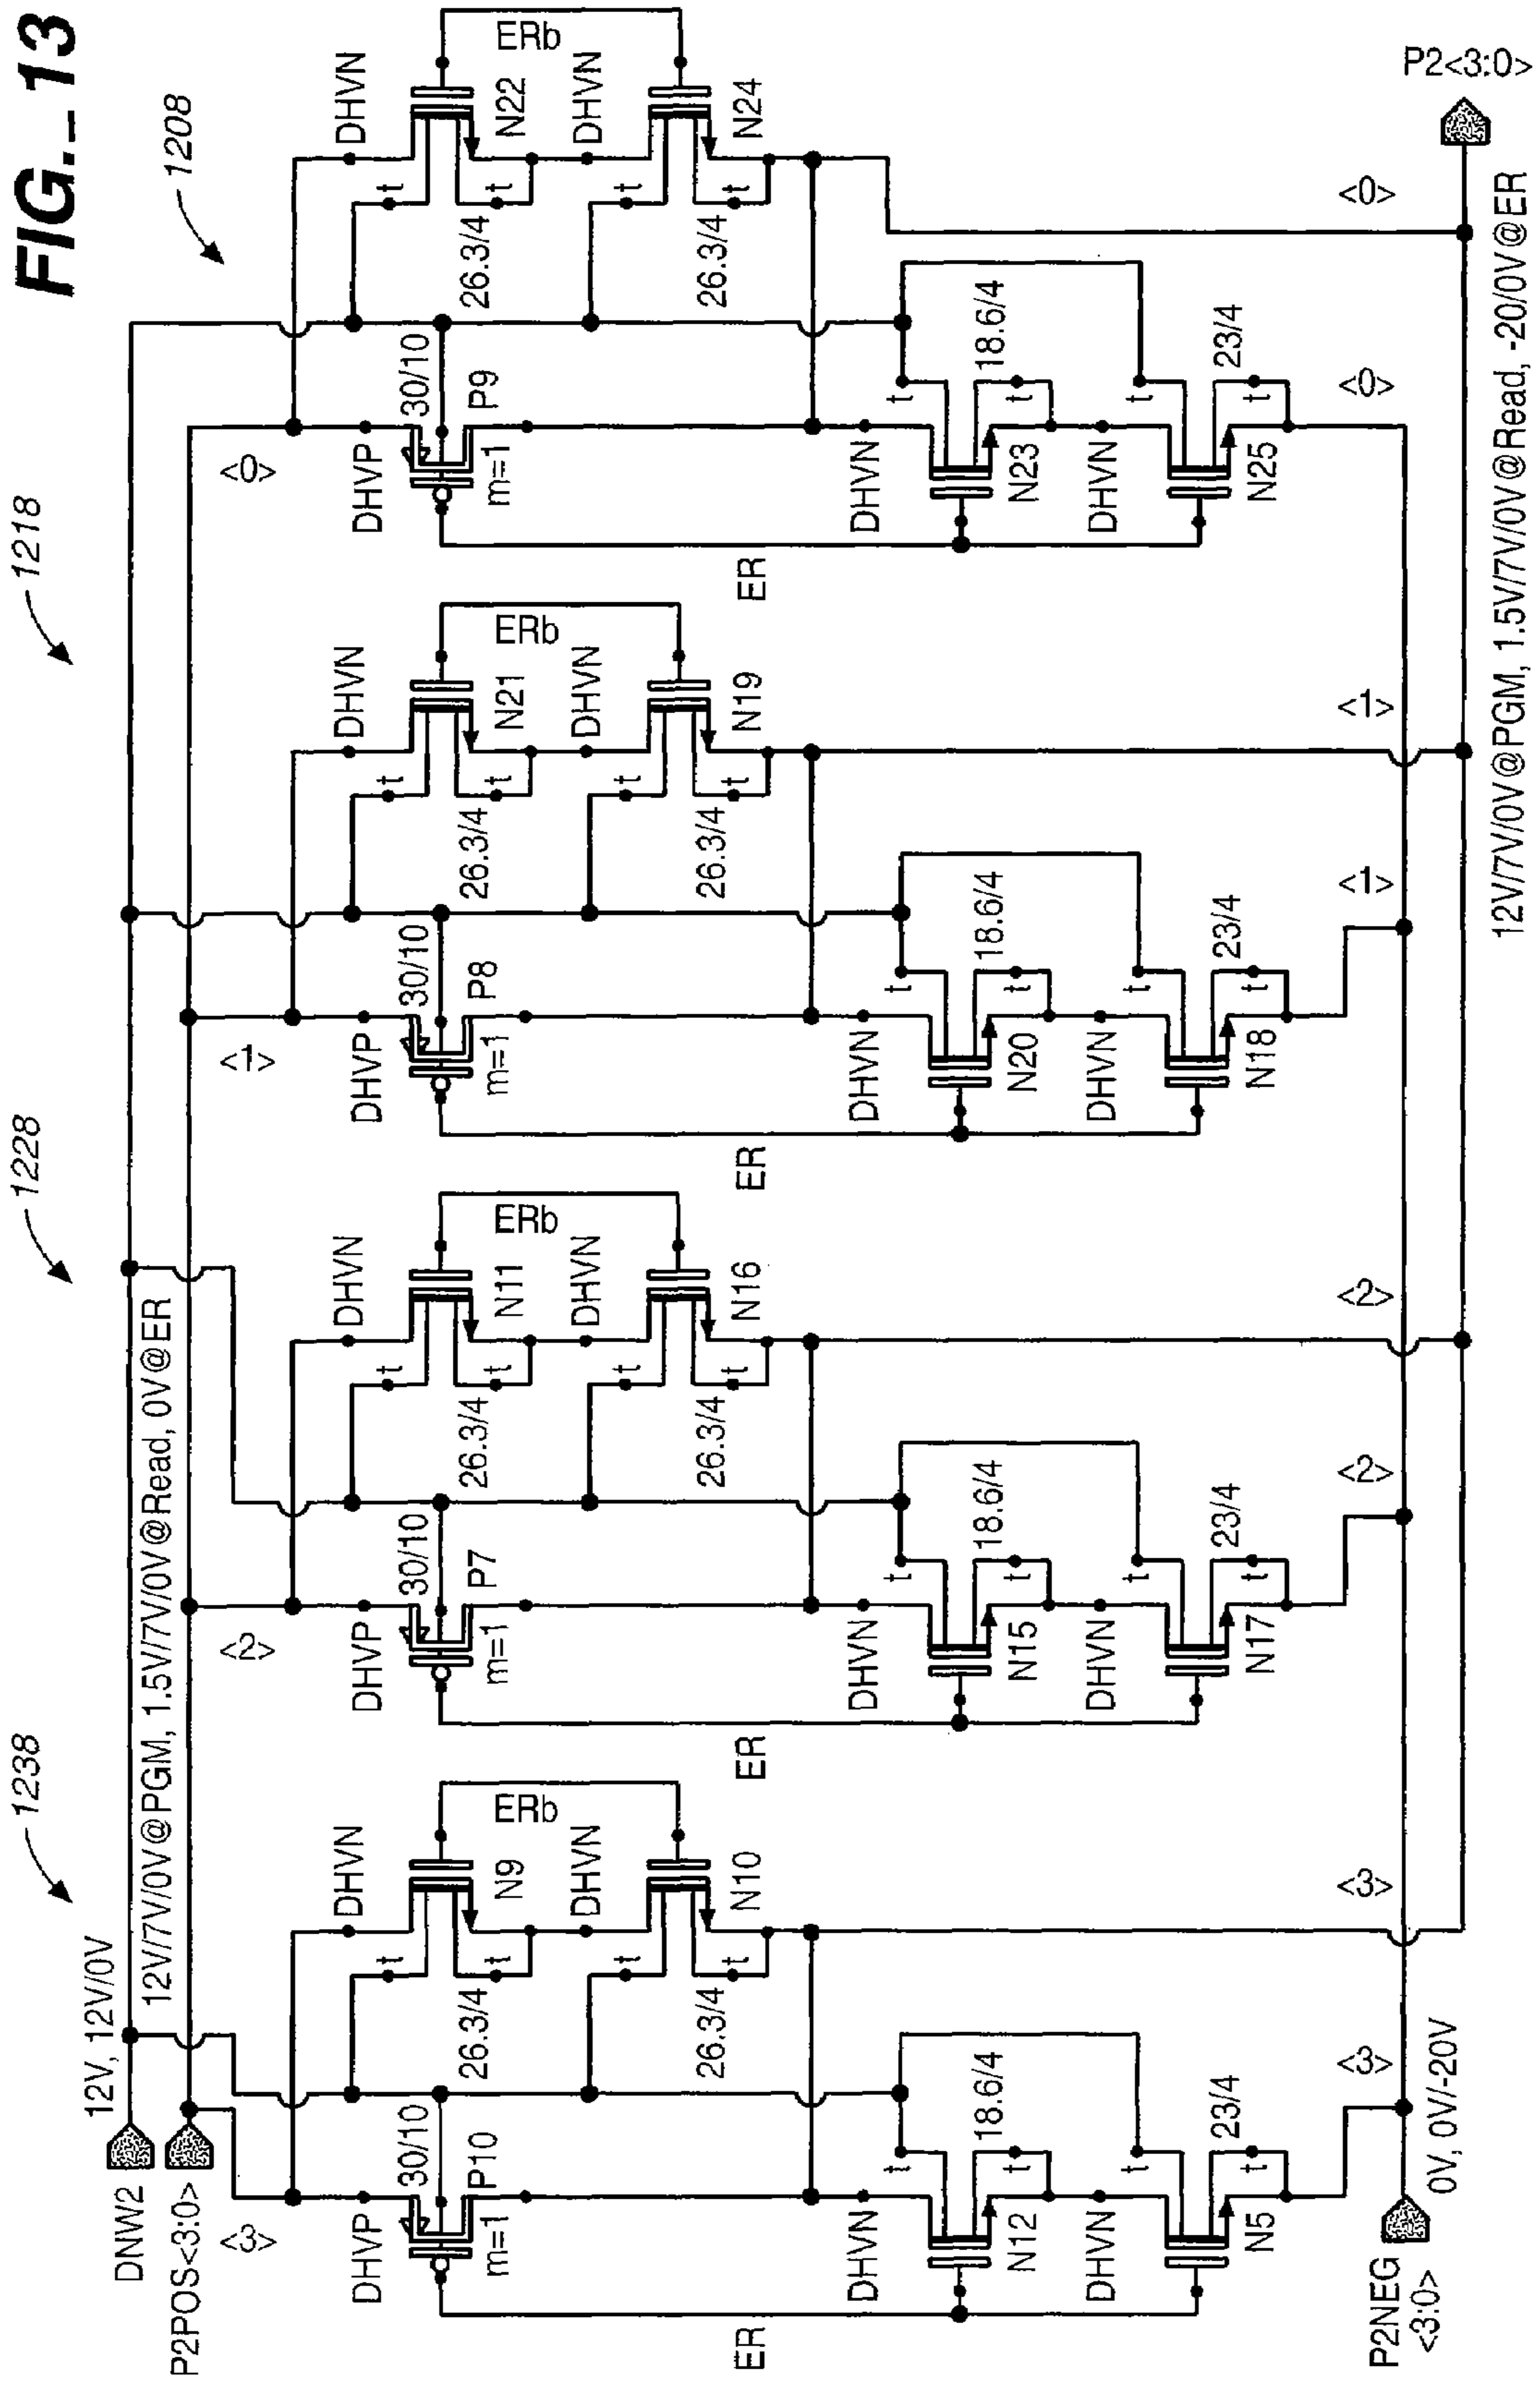 FIG._13
1238
1228
1218
1208
DNW2
12V, 12V/0V
P2POS<3:0>
12V/7V/0V@PGM, 1.5V/7V/0V@Read, 0V@ER
<3>
DHVP
30/10
P10
m=1
ER
DHVN
N9
t
t
26.3/4
ERb
DHVN
N10
t
t
26.3/4
DHVN
N12
t
t
18.6/4
DHVN
N5
t
t
23/4
<3>
<3>
<2>
DHVP
30/10
P7
m=1
ER
DHVN
N11
t
t
26.3/4
ERb
DHVN
N16
t
t
26.3/4
DHVN
N15
t
t
18.6/4
DHVN
N17
t
t
23/4
<2>
<2>
<1>
DHVP
30/10
P8
m=1
ER
DHVN
N21
t
t
26.3/4
ERb
DHVN
N19
t
t
26.3/4
DHVN
N20
t
t
18.6/4
DHVN
N18
t
t
23/4
<1>
<1>
<0>
DHVP
30/10
P9
m=1
ER
DHVN
N22
t
t
26.3/4
ERb
DHVN
N24
t
t
26.3/4
DHVN
N23
t
t
18.6/4
DHVN
N25
t
t
23/4
<0>
<0>
P2NEG
<3:0>
0V, 0V/-20V
P2<3:0>
12V/7V/0V@PGM, 1.5V/7V/0V@Read, -20/0V@ER